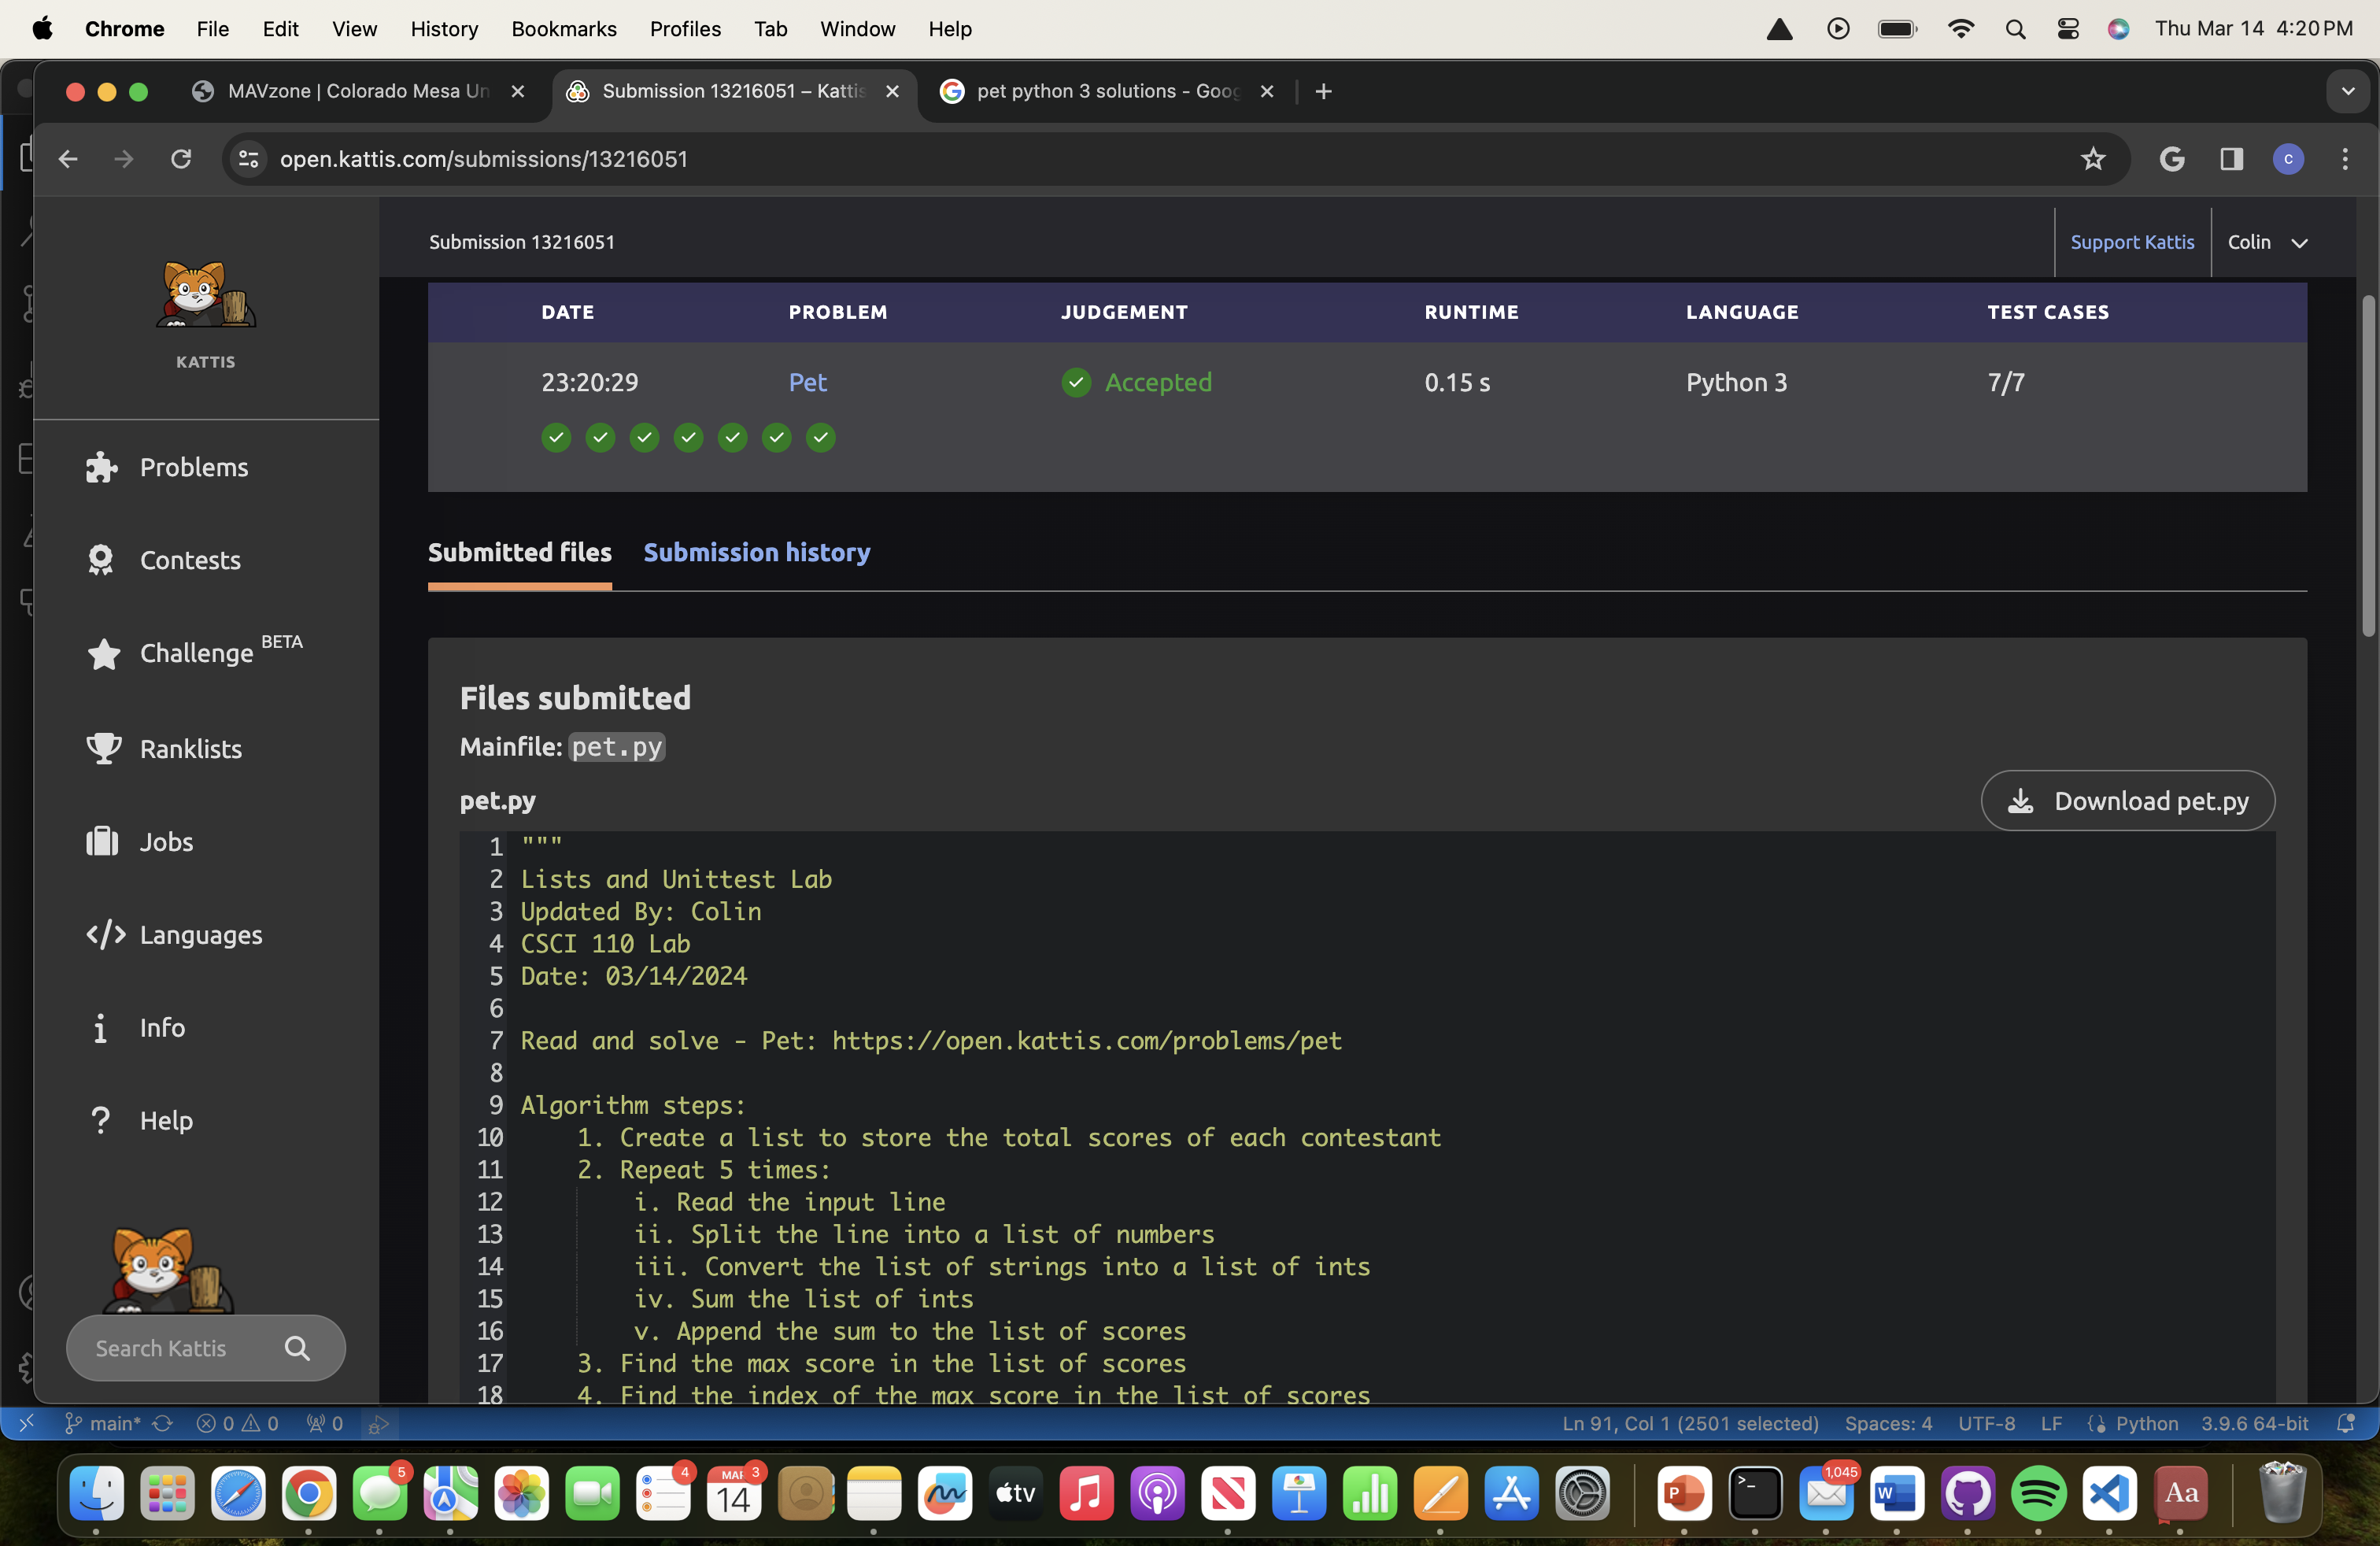 Chrome File Edit View History Bookmarks Profiles Tab Window Help Thu Mar 14 4:20 PM
MAVzone | Colorado Mesa Un Submission 13216051 – Kattis pet python 3 solutions - Goog
open.kattis.com/submissions/13216051 G c
Submission 13216051 Support Kattis Colin
KATTIS
DATE PROBLEM JUDGEMENT RUNTIME LANGUAGE TEST CASES
23:20:29 Pet Accepted 0.15 s Python 3 7/7
Problems
Contests
Challenge BETA
Ranklists
Jobs
Languages
Info
Help
Search Kattis
Submitted files Submission history
Files submitted
Mainfile: pet.py
pet.py Download pet.py
1 """
2 Lists and Unittest Lab
3 Updated By: Colin
4 CSCI 110 Lab
5 Date: 03/14/2024
6
7 Read and solve - Pet: https://open.kattis.com/problems/pet
8
9 Algorithm steps:
10 1. Create a list to store the total scores of each contestant
11 2. Repeat 5 times:
12 i. Read the input line
13 ii. Split the line into a list of numbers
14 iii. Convert the list of strings into a list of ints
15 iv. Sum the list of ints
16 v. Append the sum to the list of scores
17 3. Find the max score in the list of scores
18 4. Find the index of the max score in the list of scores
main* 0 0 0 Ln 91, Col 1 (2501 selected) Spaces: 4 UTF-8 LF Python 3.9.6 64-bit
5 4 MAR 3 14 tv P >_ 1,045 W Aa